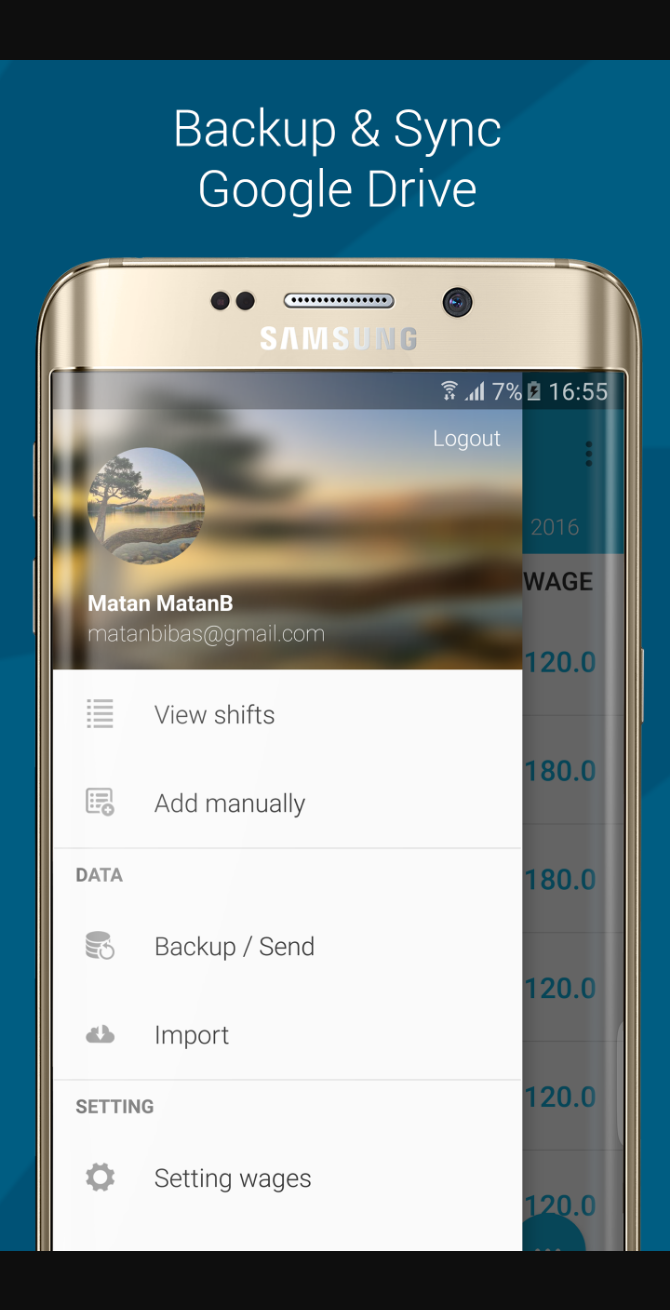 Backup & Sync
Google Drive
SAMSUNG
7% 16:55
Logout
2016
Matan MatanB
matanbibas@gmail.com
WAGE
120.0
View shifts
180.0
Add manually
DATA
180.0
Backup / Send
120.0
Import
120.0
SETTING
Setting wages
120.0